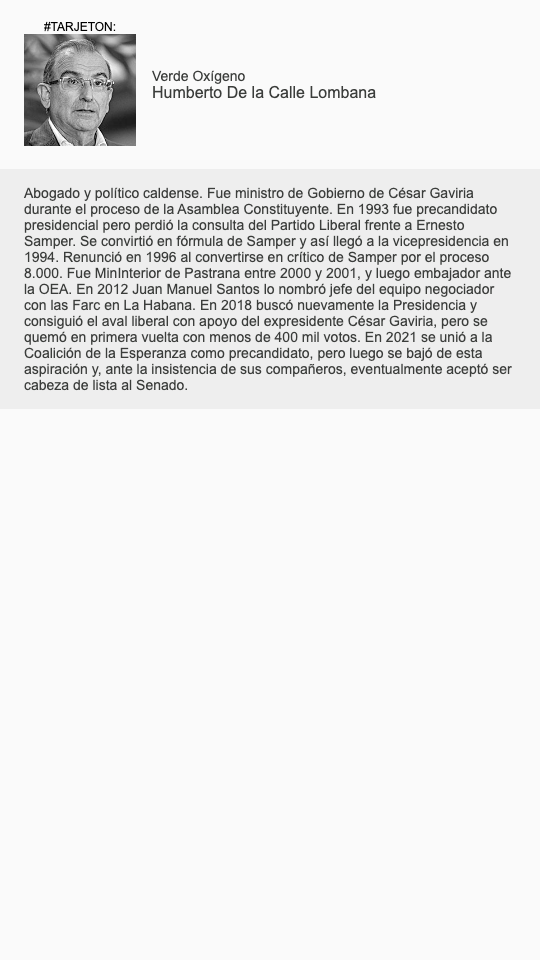 #TARJETON:
Verde Oxígeno
Humberto De la Calle Lombana
Abogado y político caldense. Fue ministro de Gobierno de César Gaviria
durante el proceso de la Asamblea Constituyente. En 1993 fue precandidato
presidencial pero perdió la consulta del Partido Liberal frente a Ernesto
Samper. Se convirtió en fórmula de Samper y así llegó a la vicepresidencia en
1994. Renunció en 1996 al convertirse en crítico de Samper por el proceso
8.000. Fue MinInterior de Pastrana entre 2000 y 2001, y luego embajador ante
la OEA. En 2012 Juan Manuel Santos lo nombró jefe del equipo negociador
con las Farc en La Habana. En 2018 buscó nuevamente la Presidencia y
consiguió el aval liberal con apoyo del expresidente César Gaviria, pero se
quemó en primera vuelta con menos de 400 mil votos. En 2021 se unió a la
Coalición de la Esperanza como precandidato, pero luego se bajó de esta
aspiración y, ante la insistencia de sus compañeros, eventualmente aceptó ser
cabeza de lista al Senado.